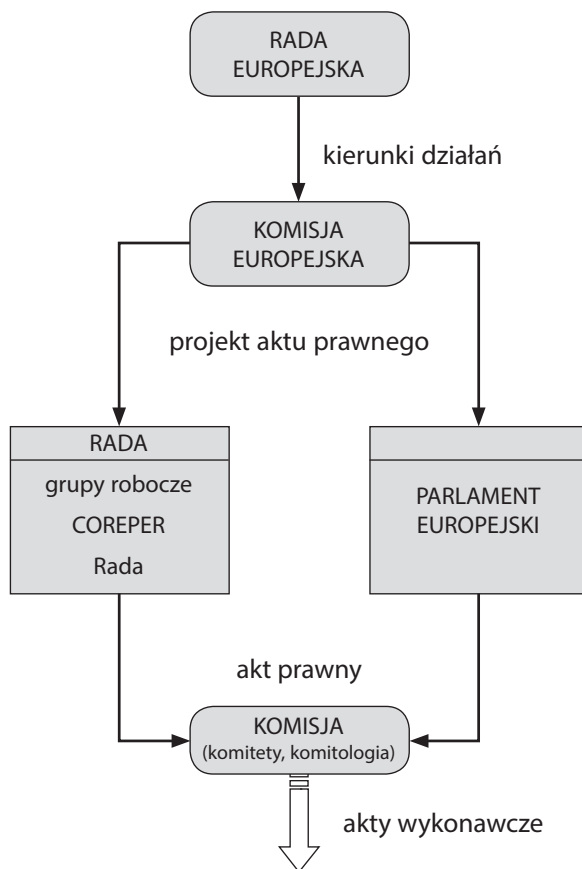 RADA
EUROPEJSKA
kierunki działań
KOMISJA
EUROPEJSKA
projekt aktu prawnego
RADA
grupy robocze
COREPER
Rada
PARLAMENT
EUROPEJSKI
akt prawny
KOMISJA
(komitety, komitologia)
akty wykonawcze